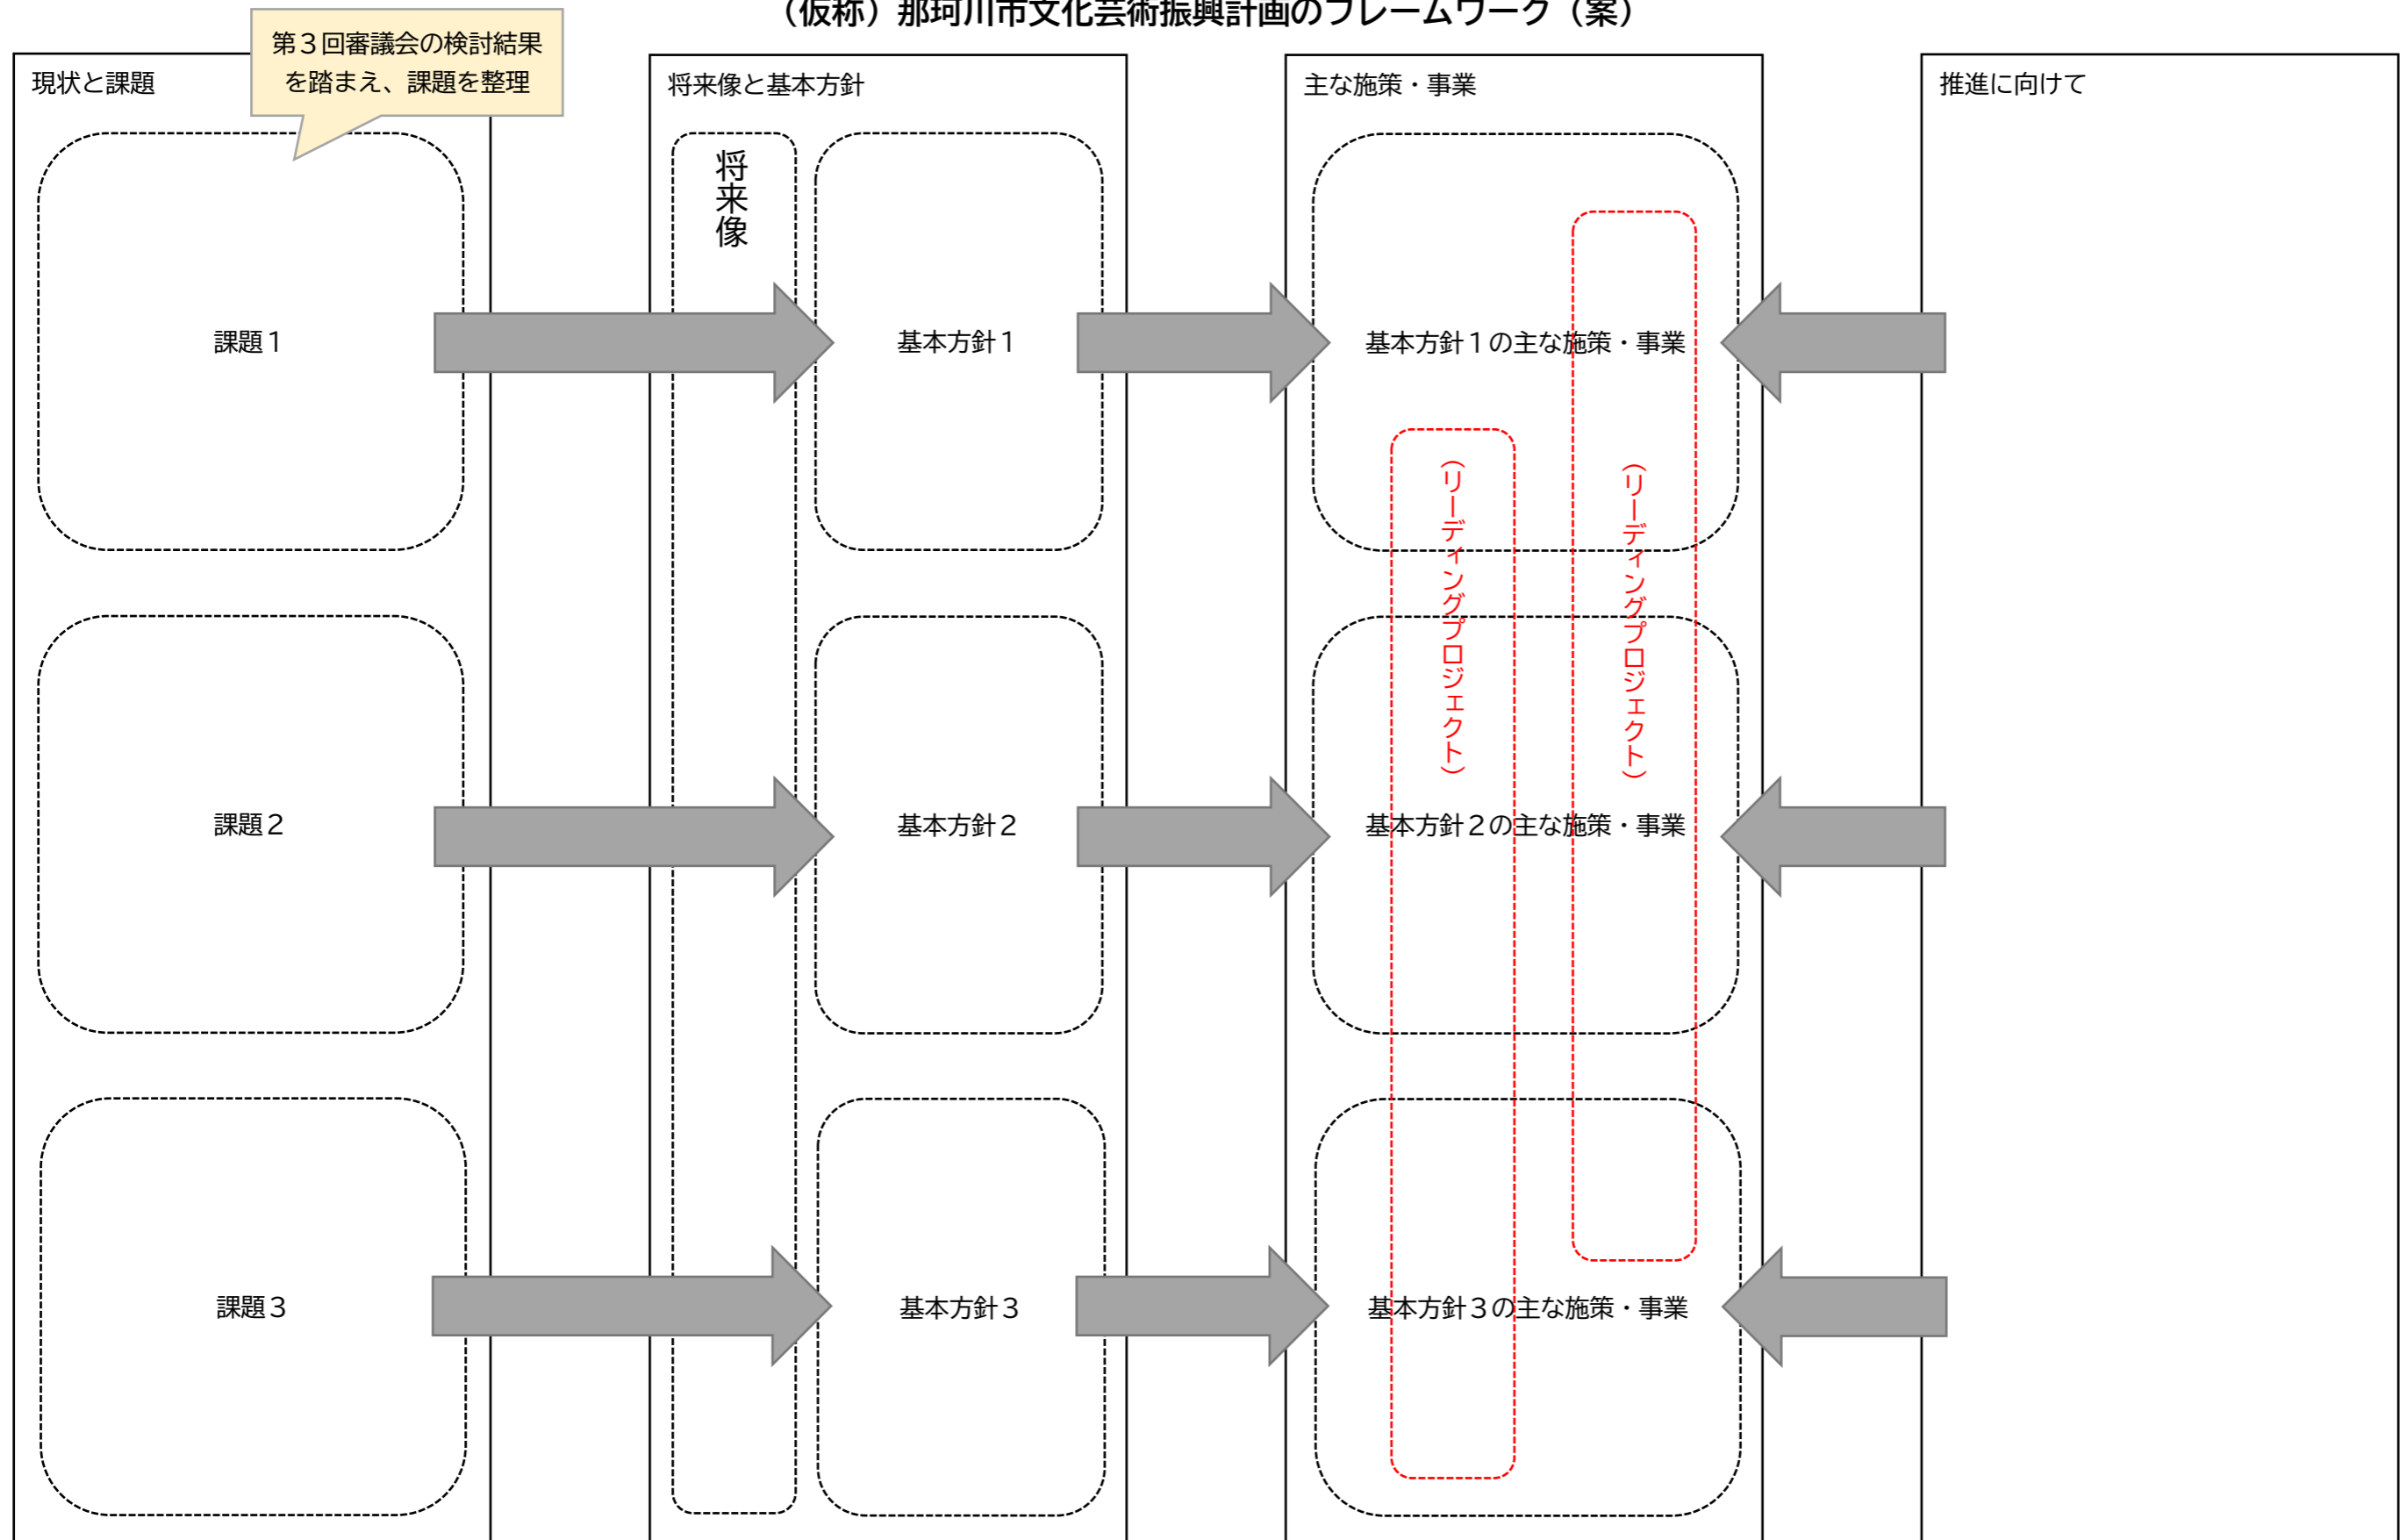 （仮称）那珂川市文化芸術振興計画のフレームワーク（案）
第３回審議会の検討結果
を踏まえ、課題を整理
現状と課題
将来像と基本方針
主な施策・事業
推進に向けて
将来像
課題１
基本方針１
基本方針１の主な施策・事業
（リーディングプロジェクト）
（リーディングプロジェクト）
課題２
基本方針２
基本方針２の主な施策・事業
課題３
基本方針３
基本方針３の主な施策・事業